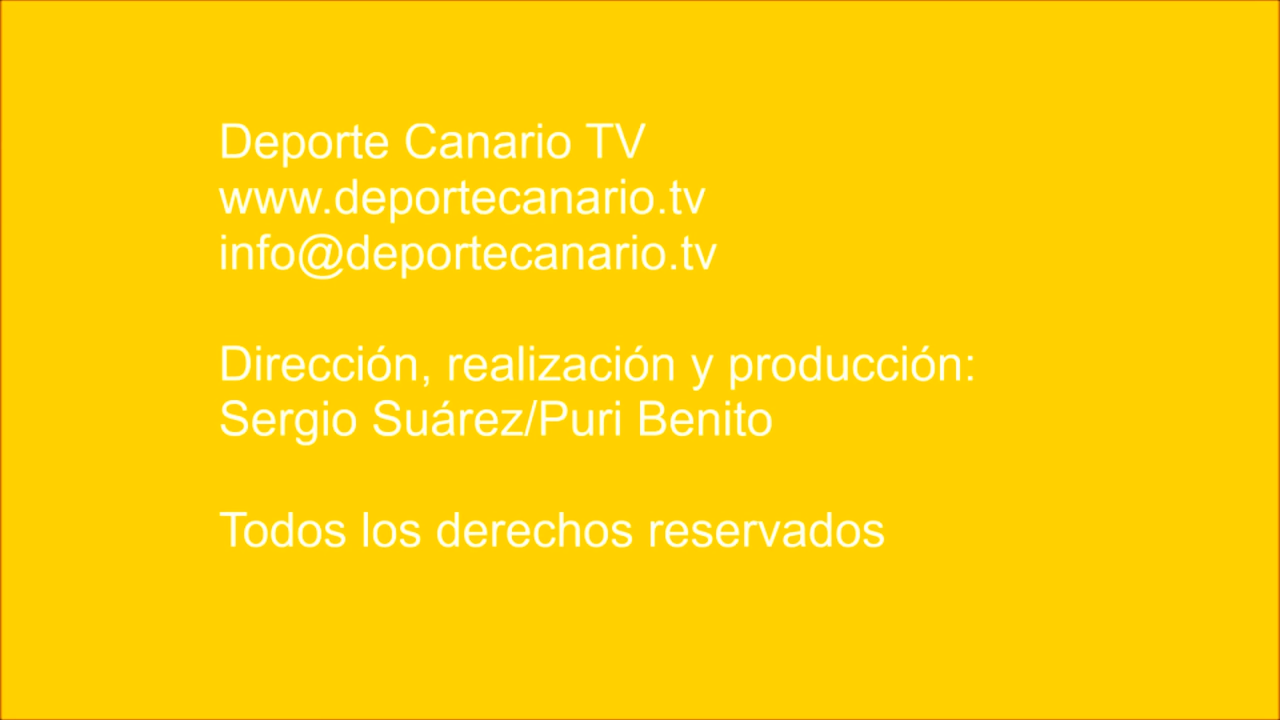 Deporte Canario TV
www.deportecanario.tv
info@deportecanario.tv
Dirección, realización y producción:
Sergio Suárez/Puri Benito
Todos los derechos reservados